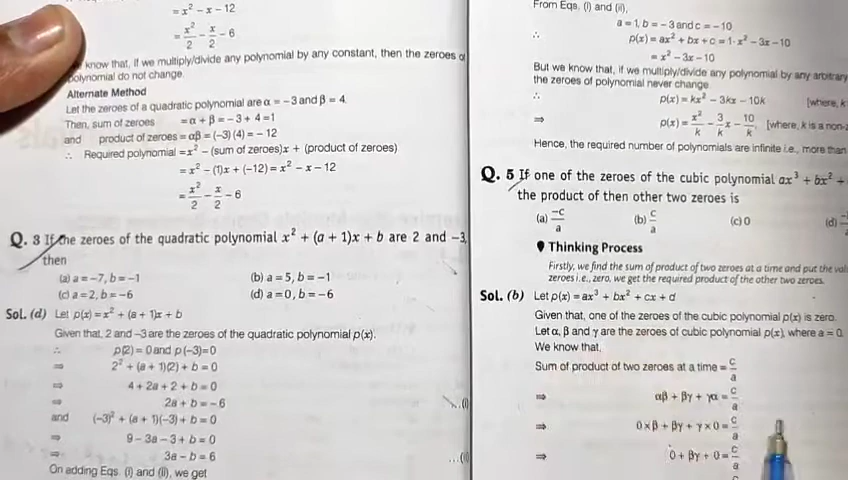 = x² − x − 12
= x²/2 − x/2 − 6
know that, if we multiply/divide any polynomial by any constant, then the zeroes
polynomial do not change.
Alternate Method
Let the zeroes of a quadratic polynomial are α = −3 and β = 4.
Then, sum of zeroes = α + β = −3 + 4 = 1
and product of zeroes = αβ = (−3)(4) = −12
∴ Required polynomial = x² − (sum of zeroes)x + (product of zeroes)
= x² − (1)x + (−12) = x² − x − 12
= x²/2 − x/2 − 6
Q. 3 If the zeroes of the quadratic polynomial x² + (a + 1)x + b are 2 and −3,
then
(a) a = −7, b = −1 (b) a = 5, b = −1
(c) a = 2, b = −6 (d) a = 0, b = −6
Sol. (d) Let p(x) = x² + (a + 1)x + b
Given that, 2 and −3 are the zeroes of the quadratic polynomial p(x).
∴ p(2) = 0 and p(−3) = 0
⇒ 2² + (a + 1)(2) + b = 0
⇒ 4 + 2a + 2 + b = 0
⇒ 2a + b = −6 ...(i)
and (−3)² + (a + 1)(−3) + b = 0
⇒ 9 − 3a − 3 + b = 0
⇒ 3a − b = 6 ...(ii)
On adding Eqs. (i) and (ii), we get
From Eqs. (i) and (ii),
a = 1, b = −3 and c = −10
∴ p(x) = ax² + bx + c = 1·x² − 3x − 10
= x² − 3x − 10
But we know that, if we multiply/divide any polynomial by any arbitrary
the zeroes of polynomial never change.
∴ p(x) = kx² − 3kx − 10k [where, k
⇒ p(x) = x²/k − 3/k x − 10/k, [where, k is a non-
Hence, the required number of polynomials are infinite i.e., more than
Q. 5 If one of the zeroes of the cubic polynomial ax³ + bx² +
the product of then other two zeroes is
(a) −c/a (b) c/a (c) 0 (d)
Thinking Process
Firstly, we find the sum of product of two zeroes at a time and put the
zeroes i.e., zero, we get the required product of the other two zeroes.
Sol. (b) Let p(x) = ax³ + bx² + cx + d
Given that, one of the zeroes of the cubic polynomial p(x) is zero.
Let α, β and γ are the zeroes of cubic polynomial p(x), where a = 0.
We know that,
Sum of product of two zeroes at a time = c/a
⇒ αβ + βγ + γα = c/a
⇒ 0 × β + βγ + γ × 0 = c/a
⇒ 0 + βγ + 0 = c/a